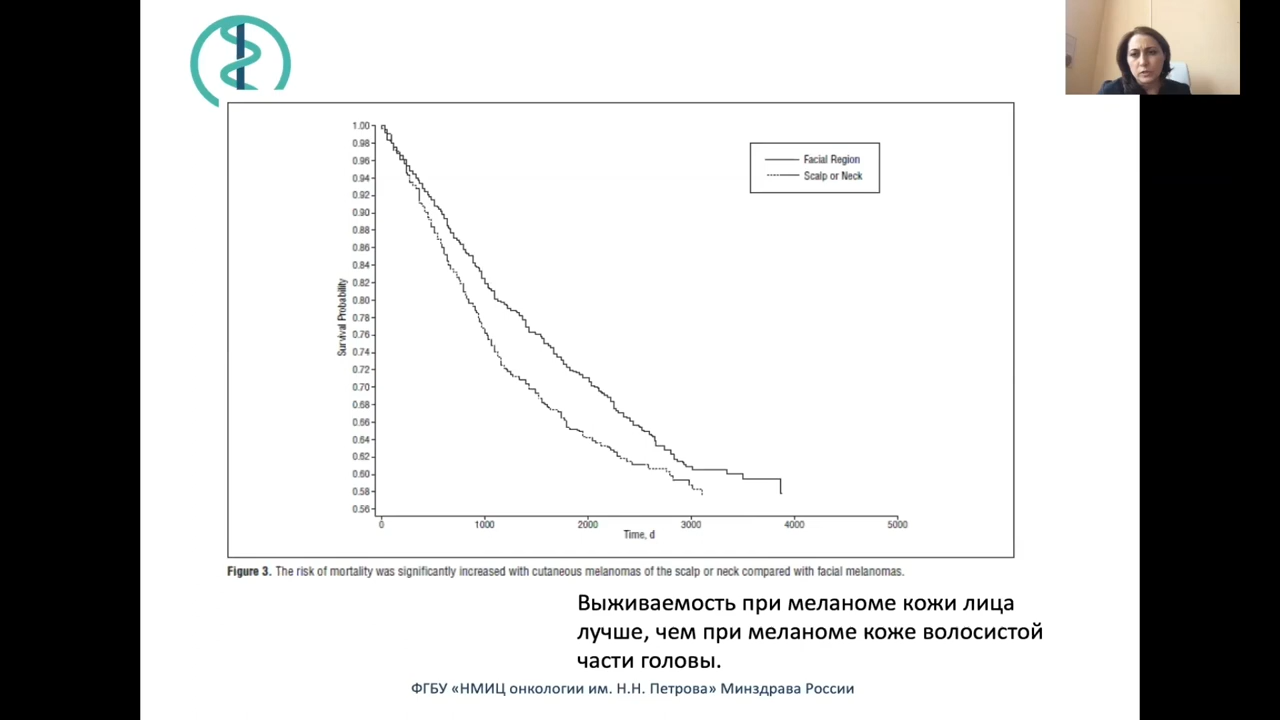 1.00
0.98
0.96
0.94
0.92
0.90
0.88
0.86
0.84
0.82
0.80
0.78
0.76
0.74
0.72
0.70
0.68
0.66
0.64
0.62
0.60
0.58
0.56
Survival Probability
Facial Region
Scalp or Neck
0 1000 2000 3000 4000 5000
Time, d
Figure 3. The risk of mortality was significantly increased with cutaneous melanomas of the scalp or neck compared with facial melanomas.
Выживаемость при меланоме кожи лица
лучше, чем при меланоме коже волосистой
части головы.
ФГБУ «НМИЦ онкологии им. Н.Н. Петрова» Минздрава России